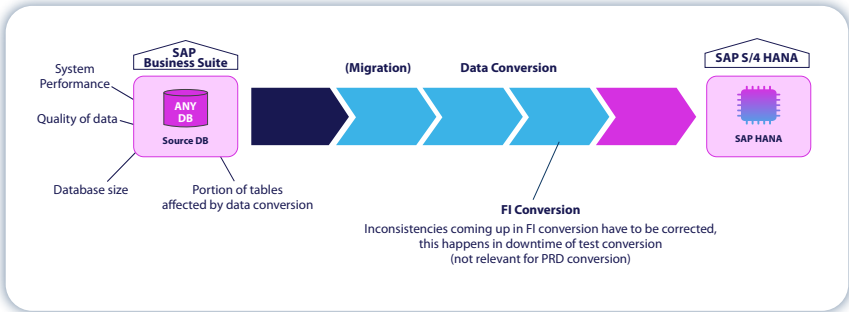 SAP
Business Suite
System
Performance
ANY
DB
Quality of data
Source DB
Database size
Portion of tables
affected by data conversion
(Migration)
Data Conversion
FI Conversion
Inconsistencies coming up in FI conversion have to be corrected,
this happens in downtime of test conversion
(not relevant for PRD conversion)
SAP S/4 HANA
SAP HANA